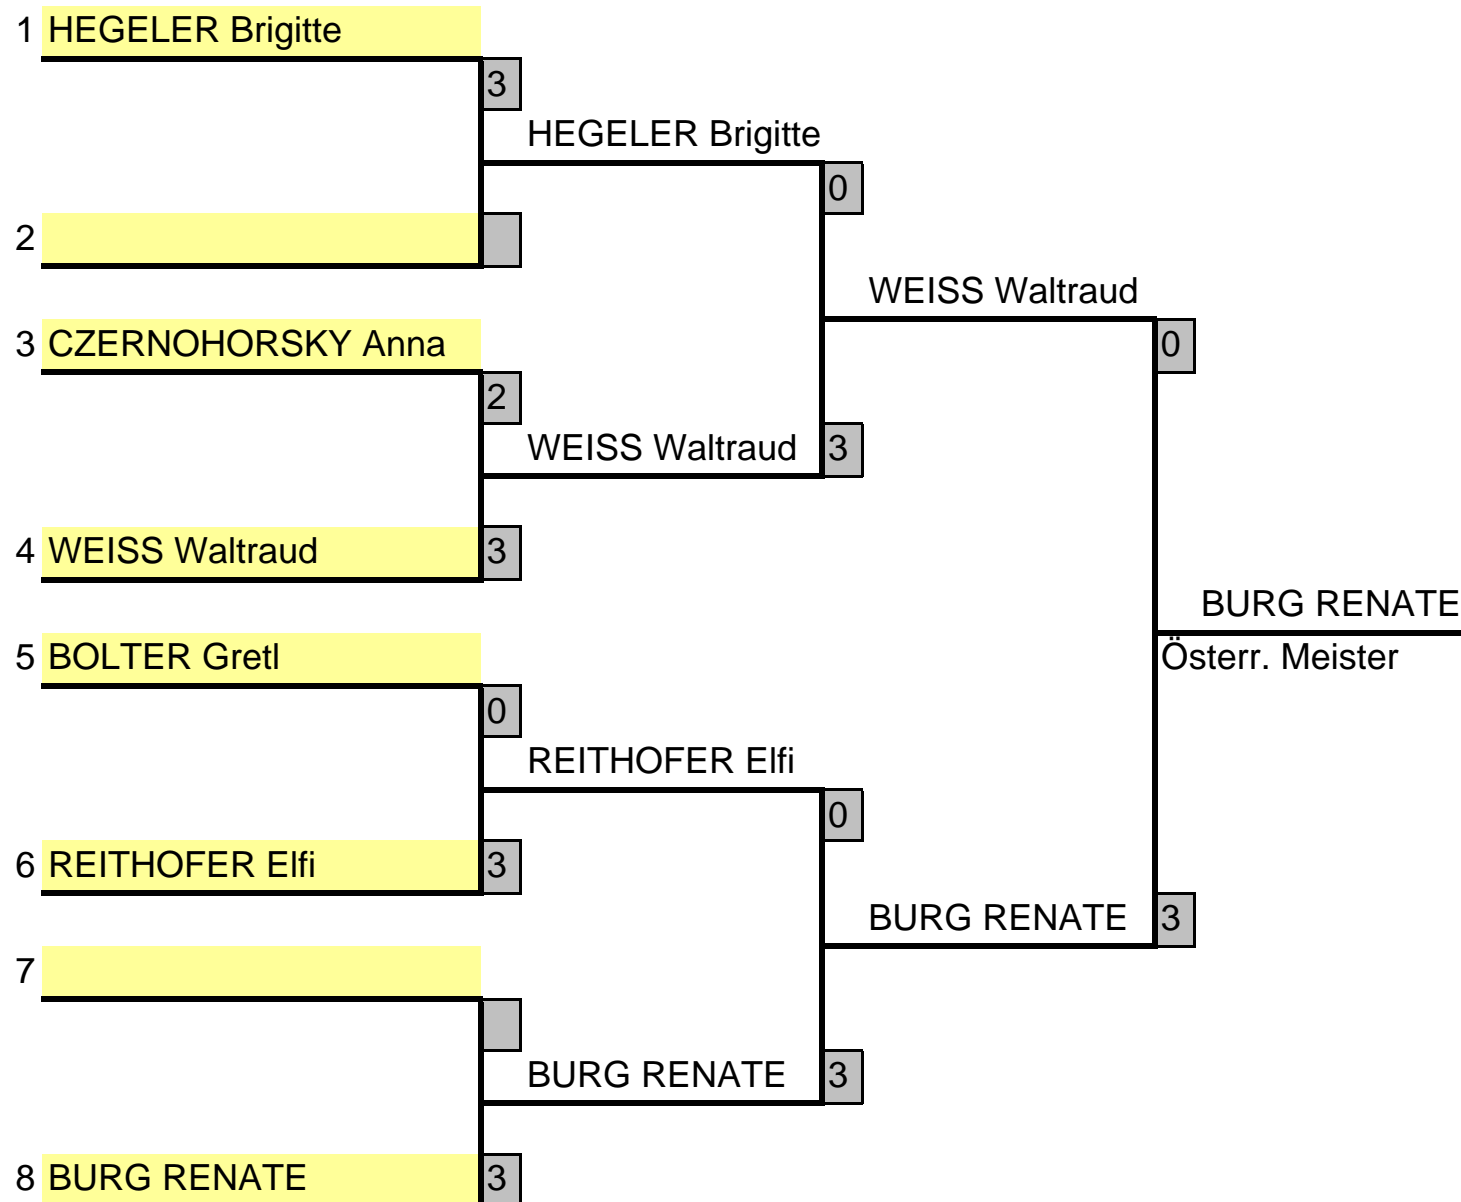 1 HEGELER Brigitte
3
HEGELER Brigitte
0
2
WEISS Waltraud
3 CZERNOHORSKY Anna
0
2
WEISS Waltraud
3
4 WEISS Waltraud
3
BURG RENATE
5 BOLTER Gretl
Österr. Meister
0
REITHOFER Elfi
0
6 REITHOFER Elfi
3
BURG RENATE
3
7
BURG RENATE
3
8 BURG RENATE
3